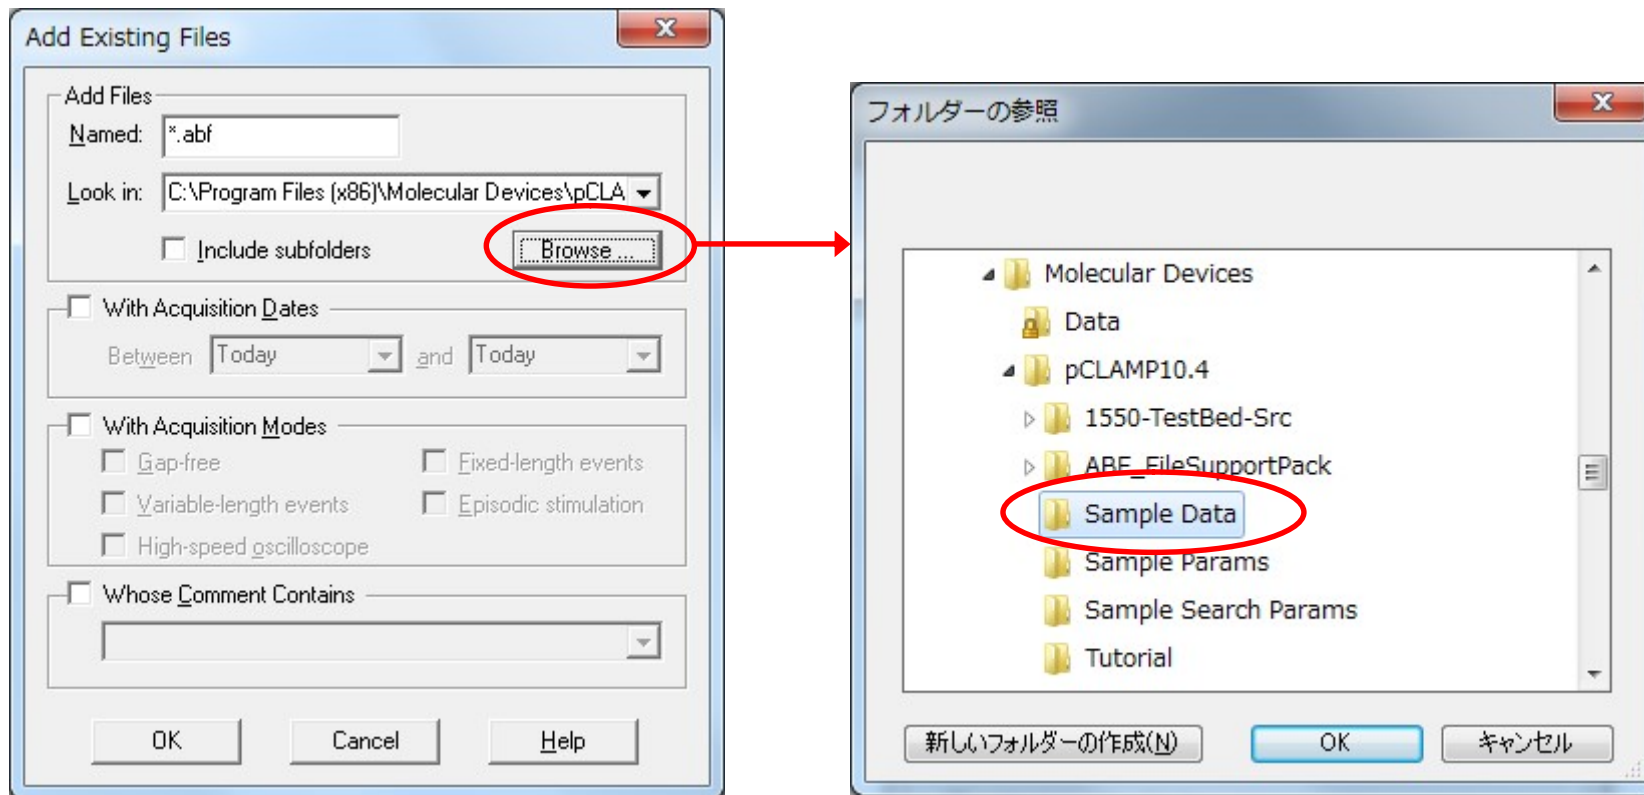 Add Existing Files
Add Files
Named: *.abf
Look in: C:\Program Files (x86)\Molecular Devices\pCLA
Include subfolders Browse ...
With Acquisition Dates
Between Today and Today
With Acquisition Modes
Gap-free Fixed-length events
Variable-length events Episodic stimulation
High-speed oscilloscope
Whose Comment Contains
OK Cancel Help
フォルダーの参照
Molecular Devices
Data
pCLAMP10.4
1550-TestBed-Src
ABF_FileSupportPack
Sample Data
Sample Params
Sample Search Params
Tutorial
新しいフォルダーの作成(N) OK キャンセル